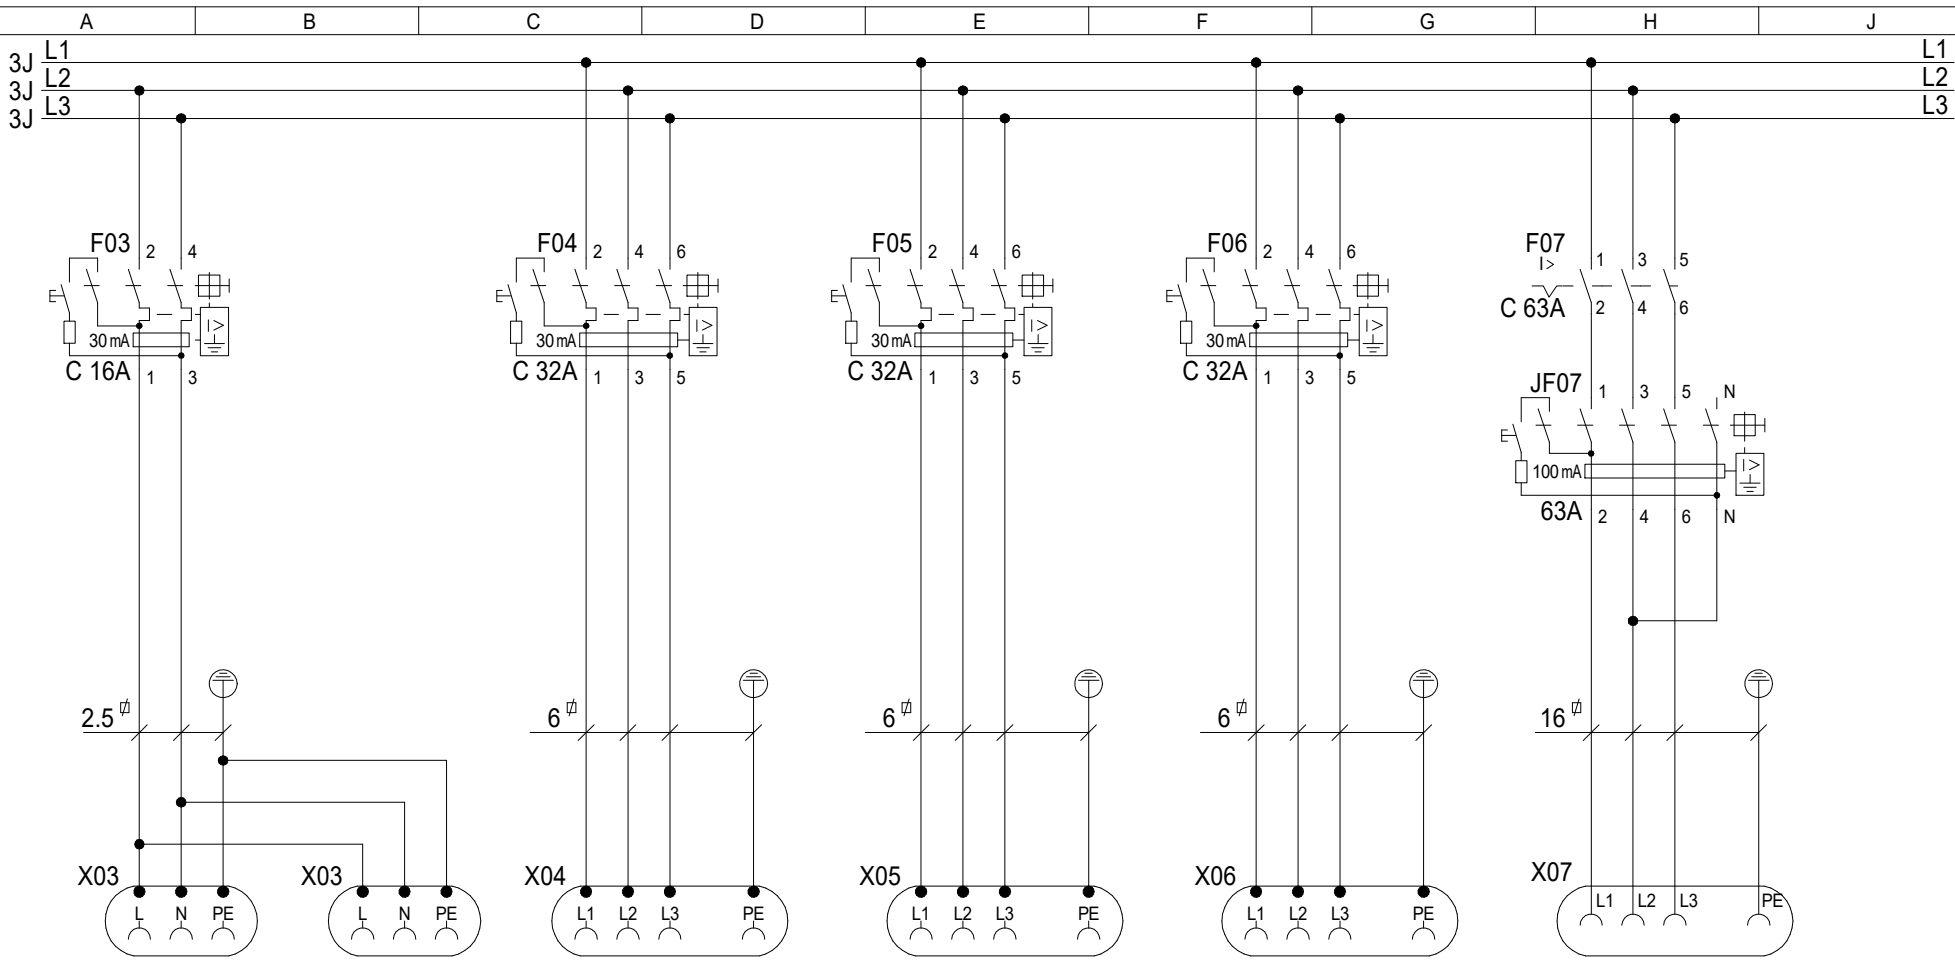 A B C D E F G H J
3J L1 L1
3J L2 L2
3J L3 L3
F03 2 4 F04 2 4 6 F05 2 4 6 F06 2 4 6 F07 1 3 5
I>
C 63A 2 4 6
30 mA I> 30 mA I> 30 mA I> 30 mA I>
C 16A 1 3 C 32A 1 3 5 C 32A 1 3 5 C 32A 1 3 5
JF07 1 3 5 N
100 mA I>
63A 2 4 6 N
2.5 6 6 6 16
X03 X03 X04 X05 X06 X07
L N PE L N PE L1 L2 L3 PE L1 L2 L3 PE L1 L2 L3 PE L1 L2 L3 PE